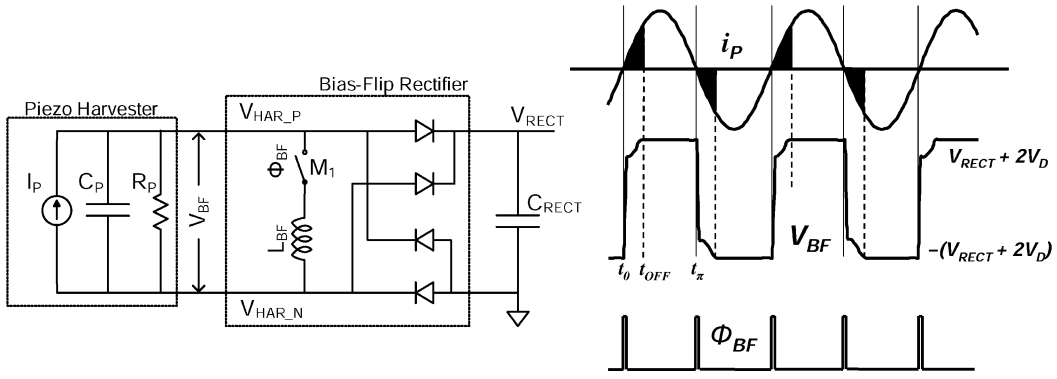 Piezo Harvester
Bias-Flip Rectifier
V_HAR_P
V_RECT
I_P
C_P
R_P
V_BF
Φ_BF
M_1
L_BF
C_RECT
V_HAR_N
i_P
V_RECT + 2V_D
V_BF
–(V_RECT + 2V_D)
t_0
t_OFF
t_π
Φ_BF